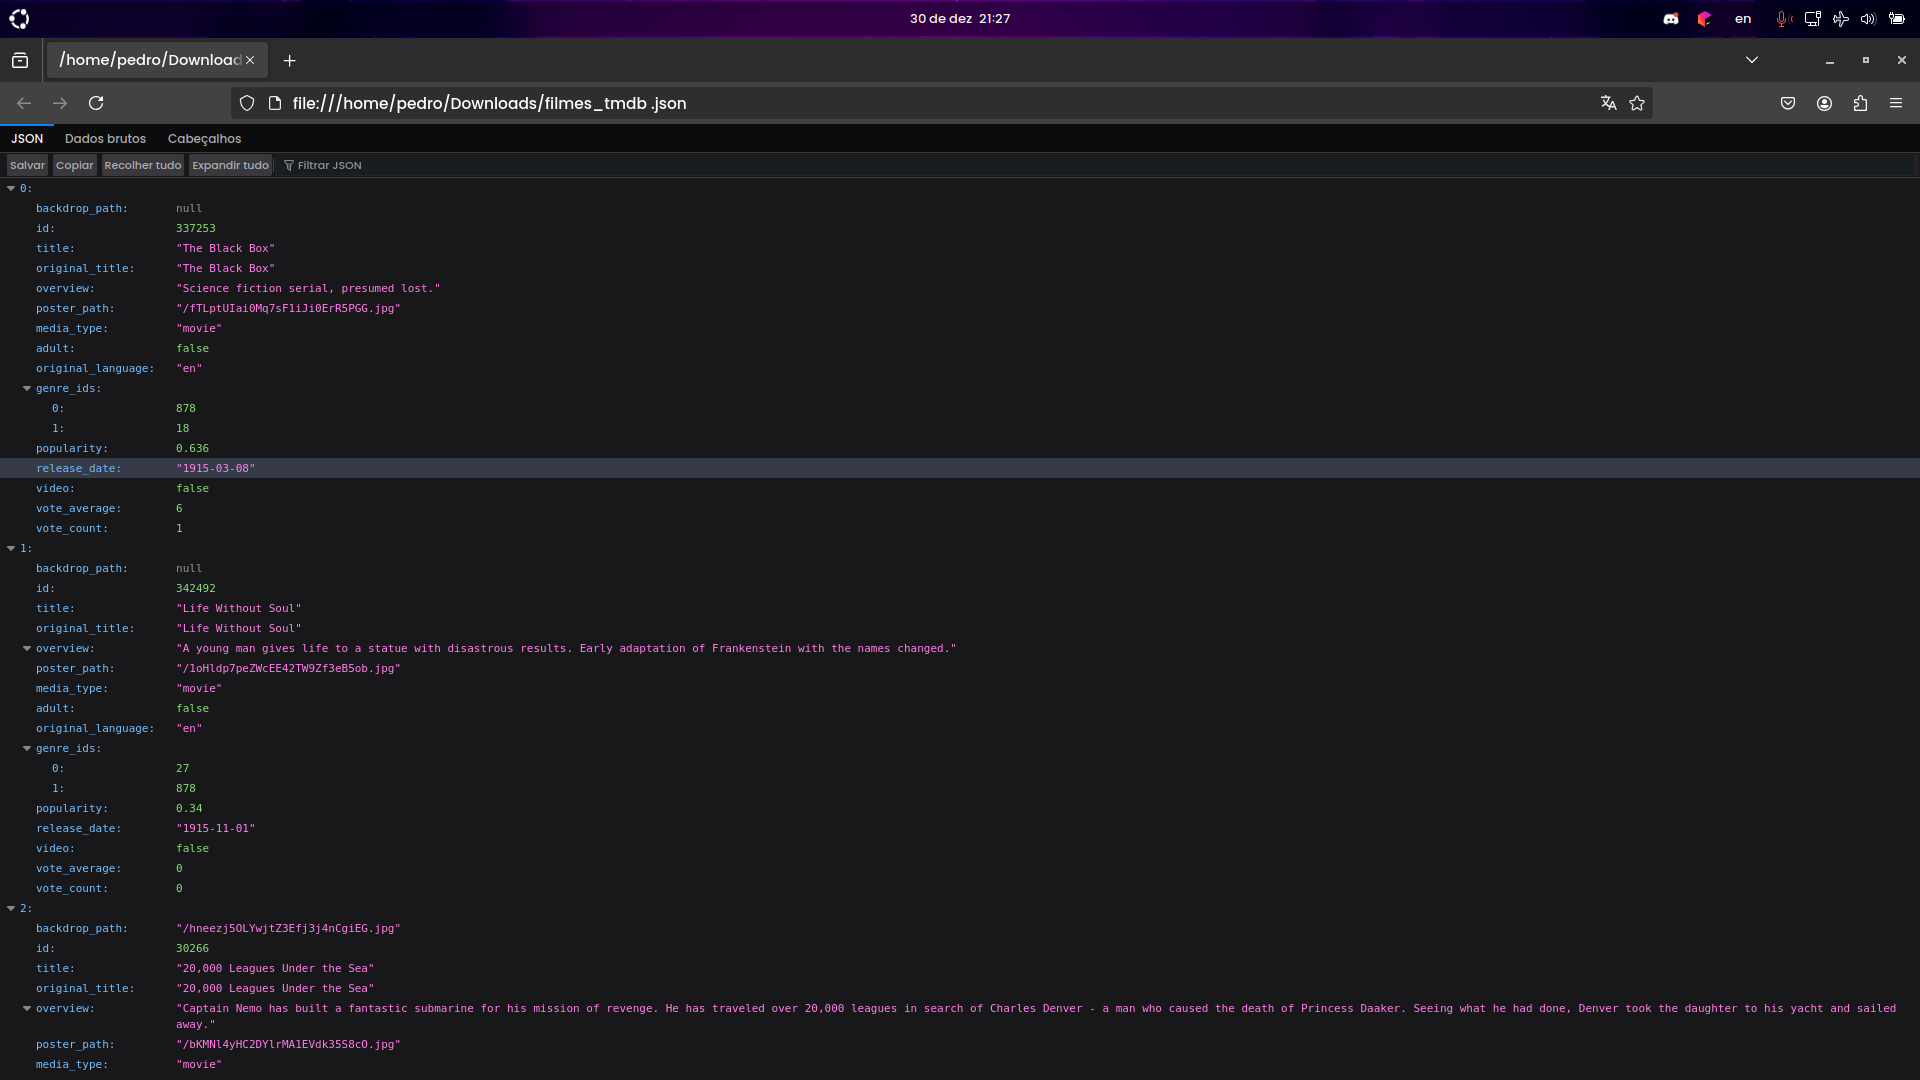 30 de dez 21:27
en
/home/pedro/Download
file:///home/pedro/Downloads/filmes_tmdb .json
JSON Dados brutos Cabeçalhos
Salvar Copiar Recolher tudo Expandir tudo Filtrar JSON
0:
backdrop_path: null
id: 337253
title: "The Black Box"
original_title: "The Black Box"
overview: "Science fiction serial, presumed lost."
poster_path: "/fTLptUIai0Mq7sF1iJi0ErR5PGG.jpg"
media_type: "movie"
adult: false
original_language: "en"
genre_ids:
0: 878
1: 18
popularity: 0.636
release_date: "1915-03-08"
video: false
vote_average: 6
vote_count: 1
1:
backdrop_path: null
id: 342492
title: "Life Without Soul"
original_title: "Life Without Soul"
overview: "A young man gives life to a statue with disastrous results. Early adaptation of Frankenstein with the names changed."
poster_path: "/1oHldp7peZWcEE42TW9Zf3eB5ob.jpg"
media_type: "movie"
adult: false
original_language: "en"
genre_ids:
0: 27
1: 878
popularity: 0.34
release_date: "1915-11-01"
video: false
vote_average: 0
vote_count: 0
2:
backdrop_path: "/hneezj5OLYwjtZ3Efj3j4nCgiEG.jpg"
id: 30266
title: "20,000 Leagues Under the Sea"
original_title: "20,000 Leagues Under the Sea"
overview: "Captain Nemo has built a fantastic submarine for his mission of revenge. He has traveled over 20,000 leagues in search of Charles Denver - a man who caused the death of Princess Daaker. Seeing what he had done, Denver took the daughter to his yacht and sailed
away."
poster_path: "/bKMNl4yHC2DYlrMA1EVdk35S8cO.jpg"
media_type: "movie"